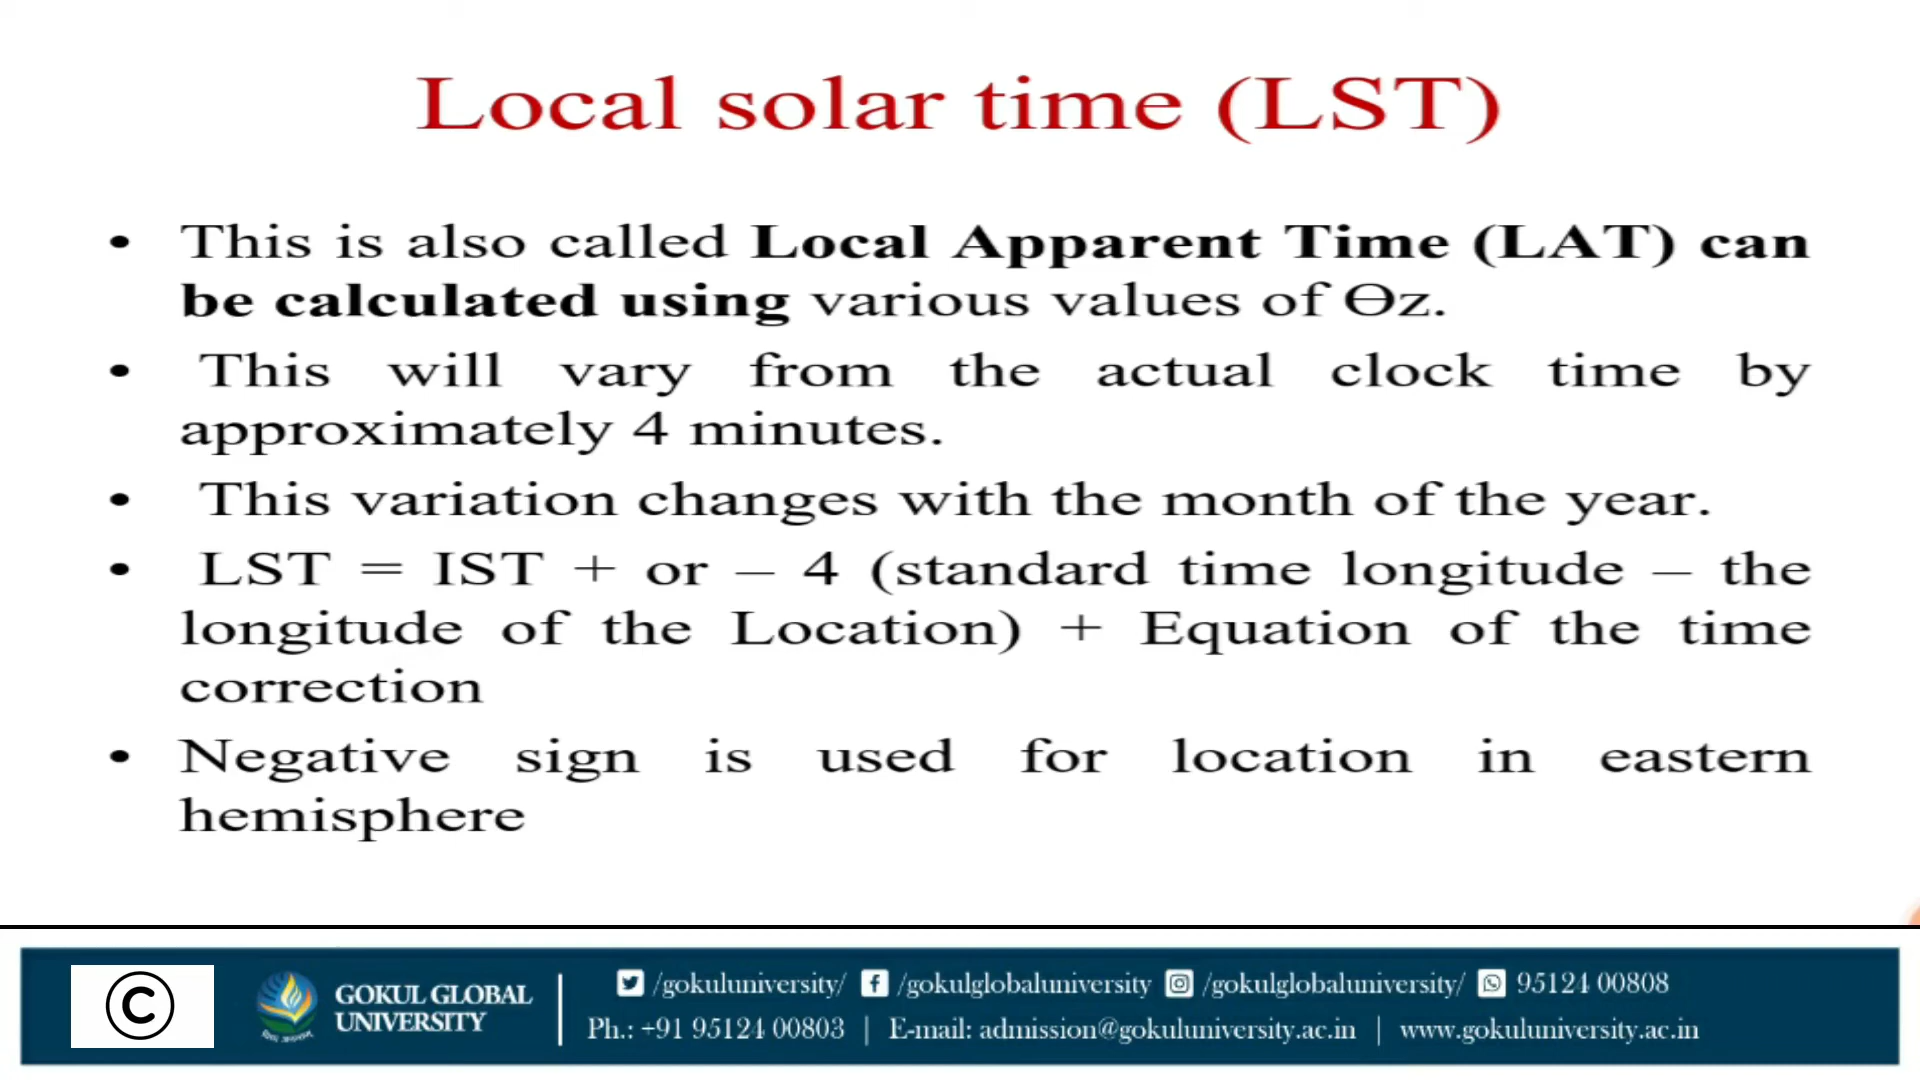 Local solar time (LST)
• This is also called Local Apparent Time (LAT) can
be calculated using various values of Ɵz.
• This will vary from the actual clock time by
approximately 4 minutes.
• This variation changes with the month of the year.
• LST = IST + or – 4 (standard time longitude – the
longitude of the Location) + Equation of the time
correction
• Negative sign is used for location in eastern
hemisphere
©
GOKUL GLOBAL
UNIVERSITY
/gokuluniversity/ /gokulglobaluniversity /gokulglobaluniversity/ 95124 00808
Ph.: +91 95124 00803 | E-mail: admission@gokuluniversity.ac.in | www.gokuluniversity.ac.in